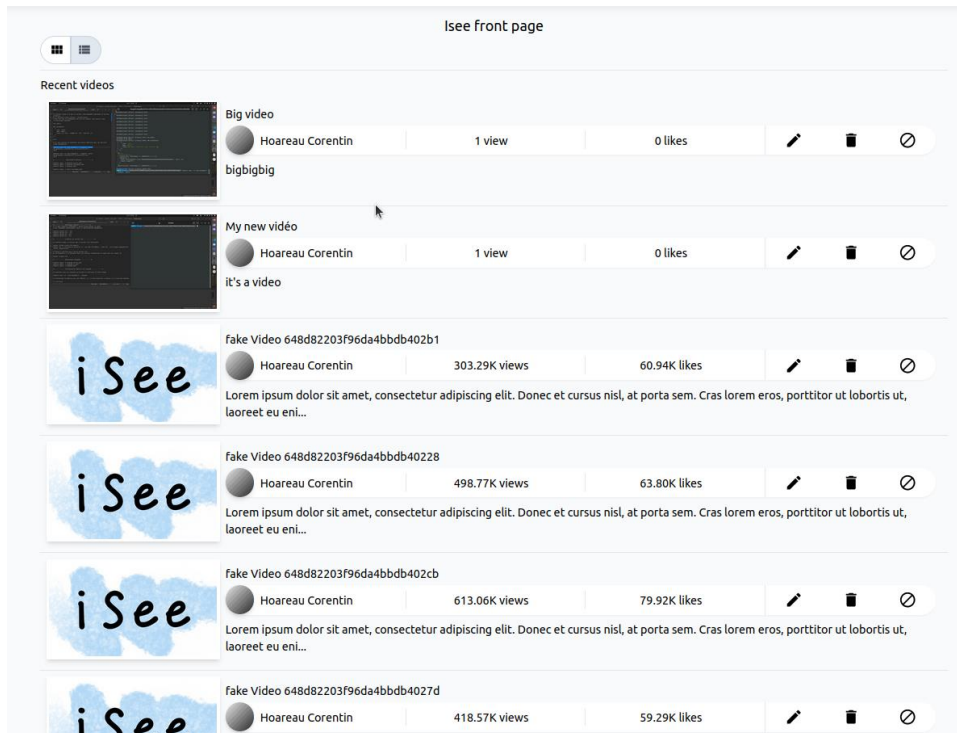 Isee front page
Recent videos
Big video
Hoareau Corentin 1 view 0 likes
bigbigbig
My new vidéo
Hoareau Corentin 1 view 0 likes
it's a video
i See
fake Video 648d82203f96da4bbdb402b1
Hoareau Corentin 303.29K views 60.94K likes
Lorem ipsum dolor sit amet, consectetur adipiscing elit. Donec et cursus nisl, at porta sem. Cras lorem eros, porttitor ut lobortis ut,
laoreet eu eni...
i See
fake Video 648d82203f96da4bbdb40228
Hoareau Corentin 498.77K views 63.80K likes
Lorem ipsum dolor sit amet, consectetur adipiscing elit. Donec et cursus nisl, at porta sem. Cras lorem eros, porttitor ut lobortis ut,
laoreet eu eni...
i See
fake Video 648d82203f96da4bbdb402cb
Hoareau Corentin 613.06K views 79.92K likes
Lorem ipsum dolor sit amet, consectetur adipiscing elit. Donec et cursus nisl, at porta sem. Cras lorem eros, porttitor ut lobortis ut,
laoreet eu eni...
i See
fake Video 648d82203f96da4bbdb4027d
Hoareau Corentin 418.57K views 59.29K likes